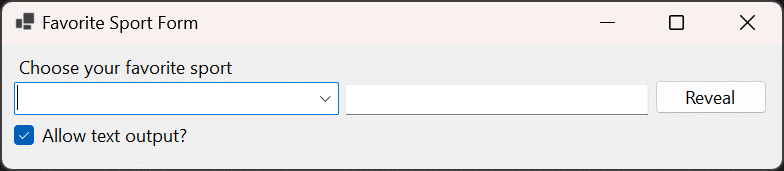 Favorite Sport Form
Choose your favorite sport
Reveal
Allow text output?